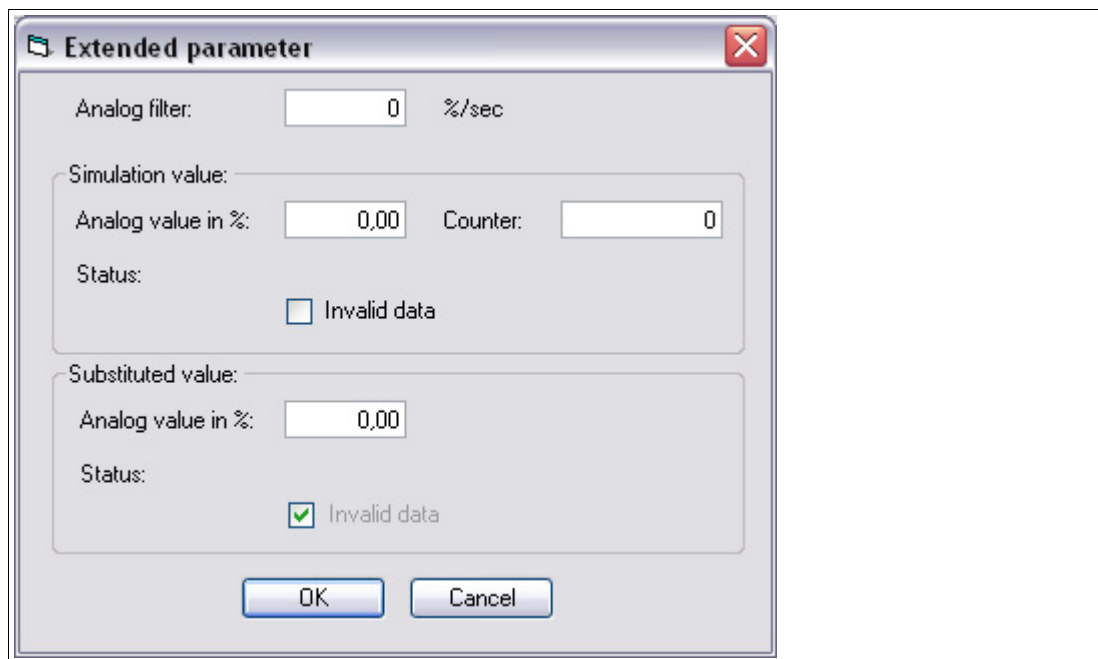 Extended parameter
Analog filter: 0 %/sec
Simulation value:
Analog value in %: 0,00 Counter: 0
Status:
Invalid data
Substituted value:
Analog value in %: 0,00
Status:
Invalid data
OK Cancel